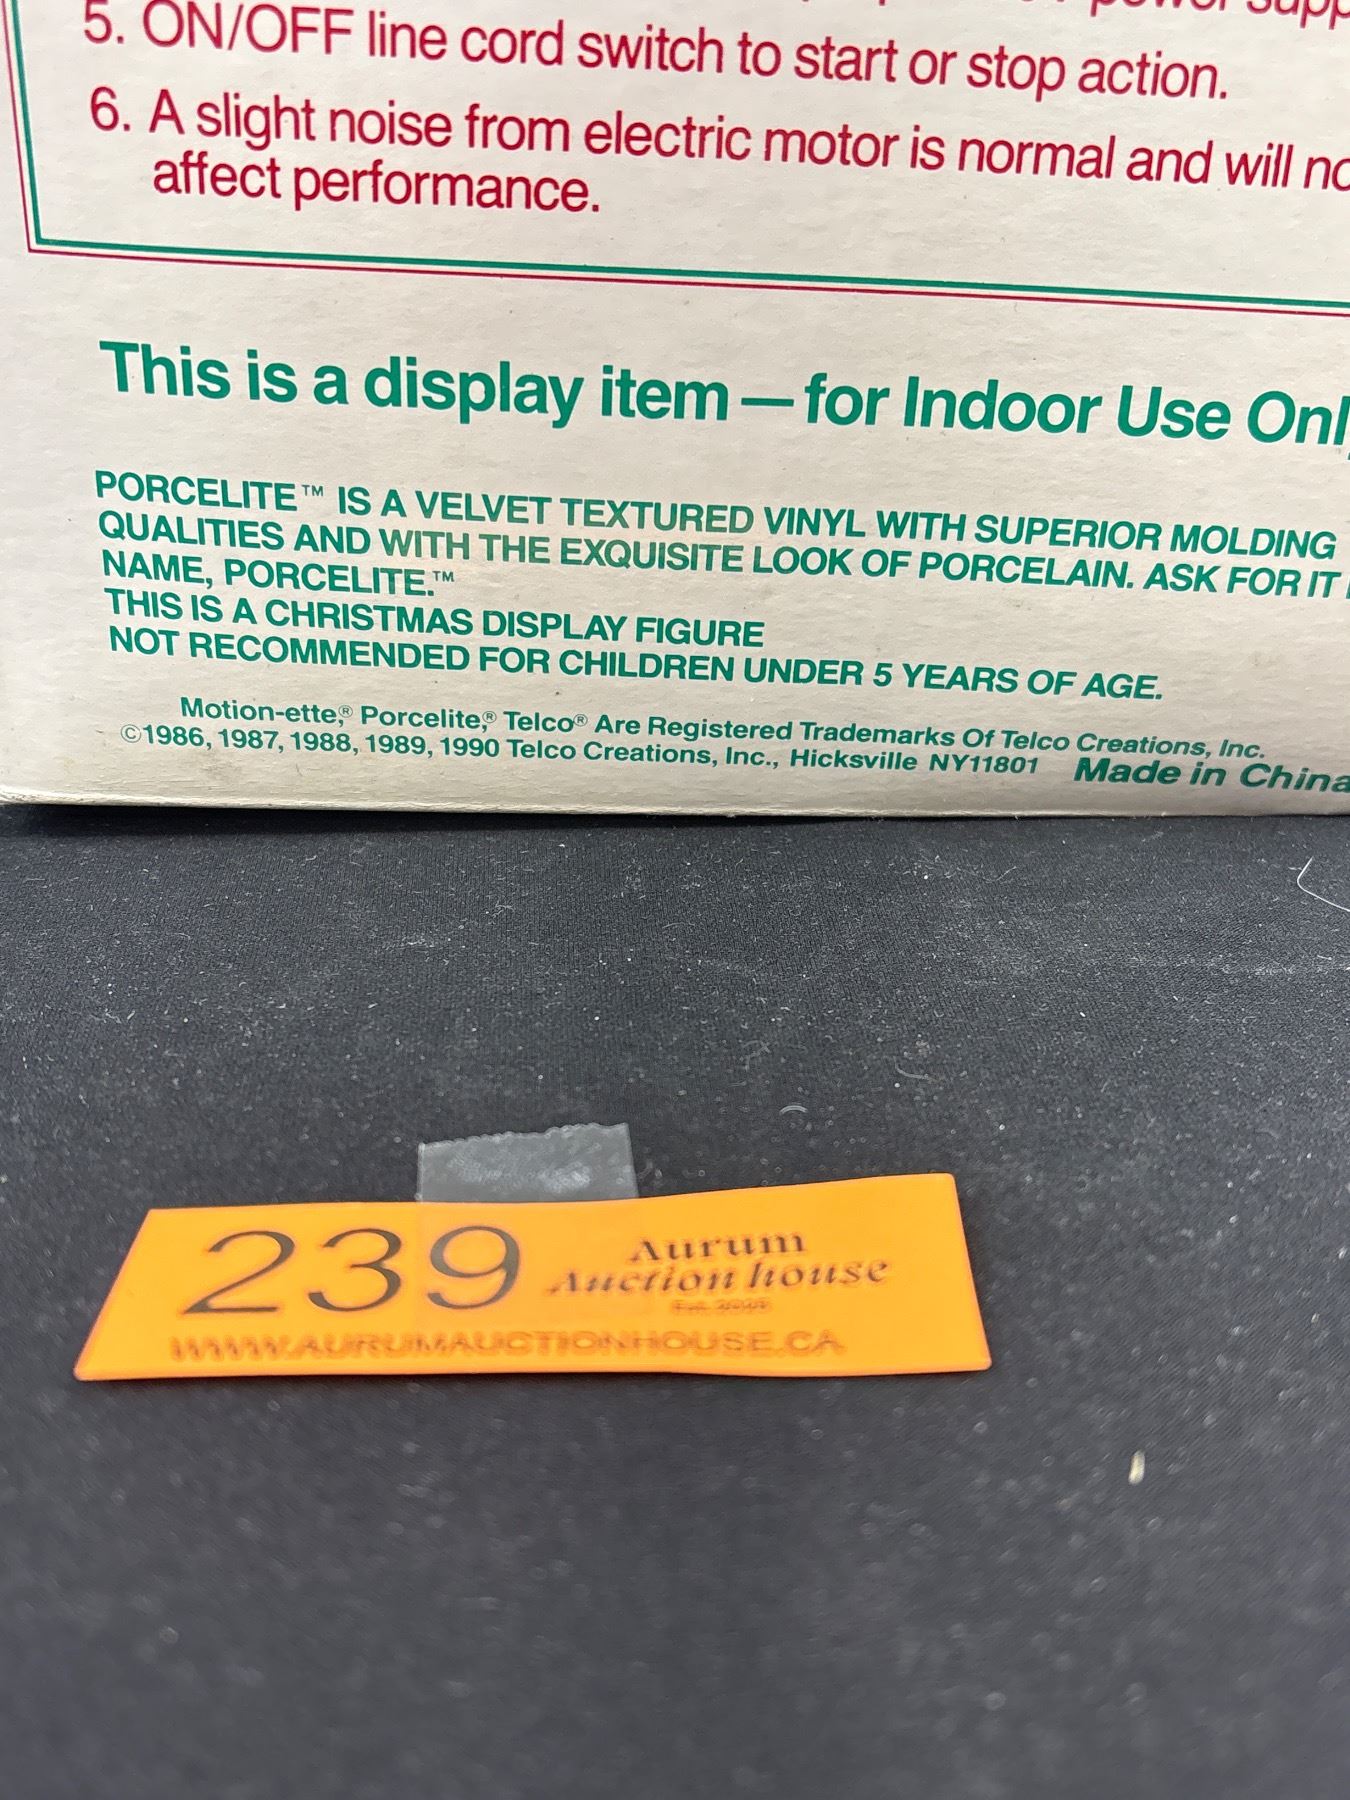 power supp
5. ON/OFF line cord switch to start or stop action.
6. A slight noise from electric motor is normal and will no
affect performance.
This is a display item — for Indoor Use Only
PORCELITE™ IS A VELVET TEXTURED VINYL WITH SUPERIOR MOLDING
QUALITIES AND WITH THE EXQUISITE LOOK OF PORCELAIN. ASK FOR IT
NAME, PORCELITE.™
THIS IS A CHRISTMAS DISPLAY FIGURE
NOT RECOMMENDED FOR CHILDREN UNDER 5 YEARS OF AGE.
Motion-ette,® Porcelite,® Telco® Are Registered Trademarks Of Telco Creations, Inc.
©1986, 1987, 1988, 1989, 1990 Telco Creations, Inc., Hicksville NY11801 Made in China
239 Aurum
Auction house
WWW.AURUMAUCTIONHOUSE.CA